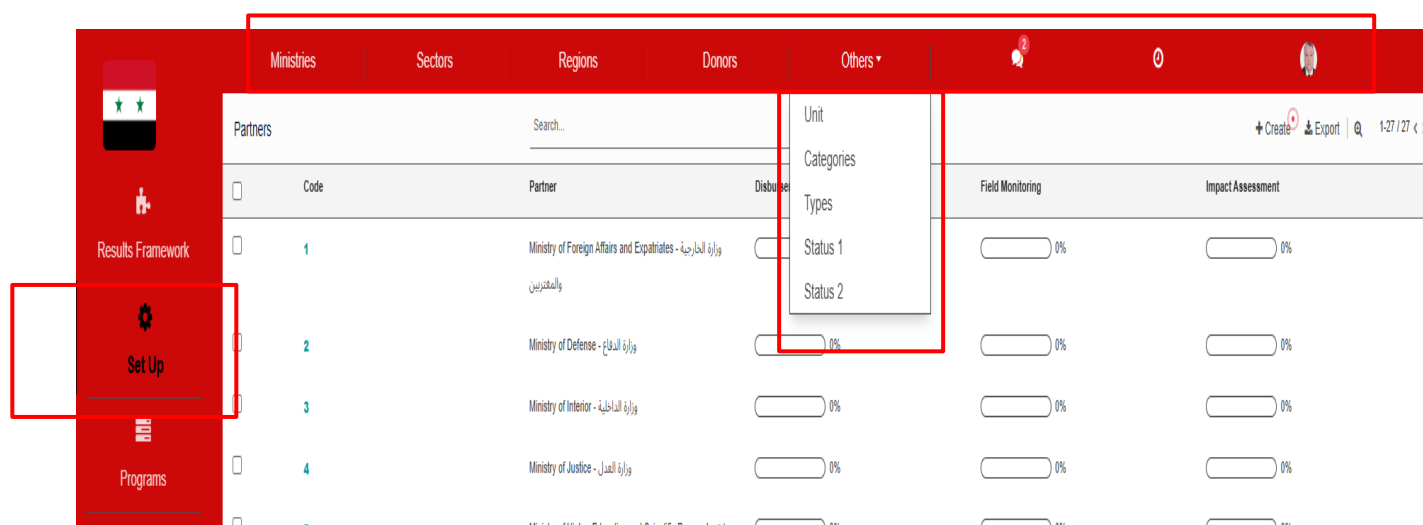 Ministries Sectors Regions Donors Others 2
Partners Search... Create Export 1-27 / 27
Unit
Categories
Types
Status 1
Status 2
Code Partner Field Monitoring Impact Assessment
Results Framework
Set Up
Programs
1 Ministry of Foreign Affairs and Expatriates - وزارة الخارجية 0% 0%
والمغتربين
2 Ministry of Defense - وزارة الدفاع 0% 0% 0%
3 Ministry of Interior - وزارة الداخلية 0% 0% 0%
4 Ministry of Justice - وزارة العدل 0% 0% 0%